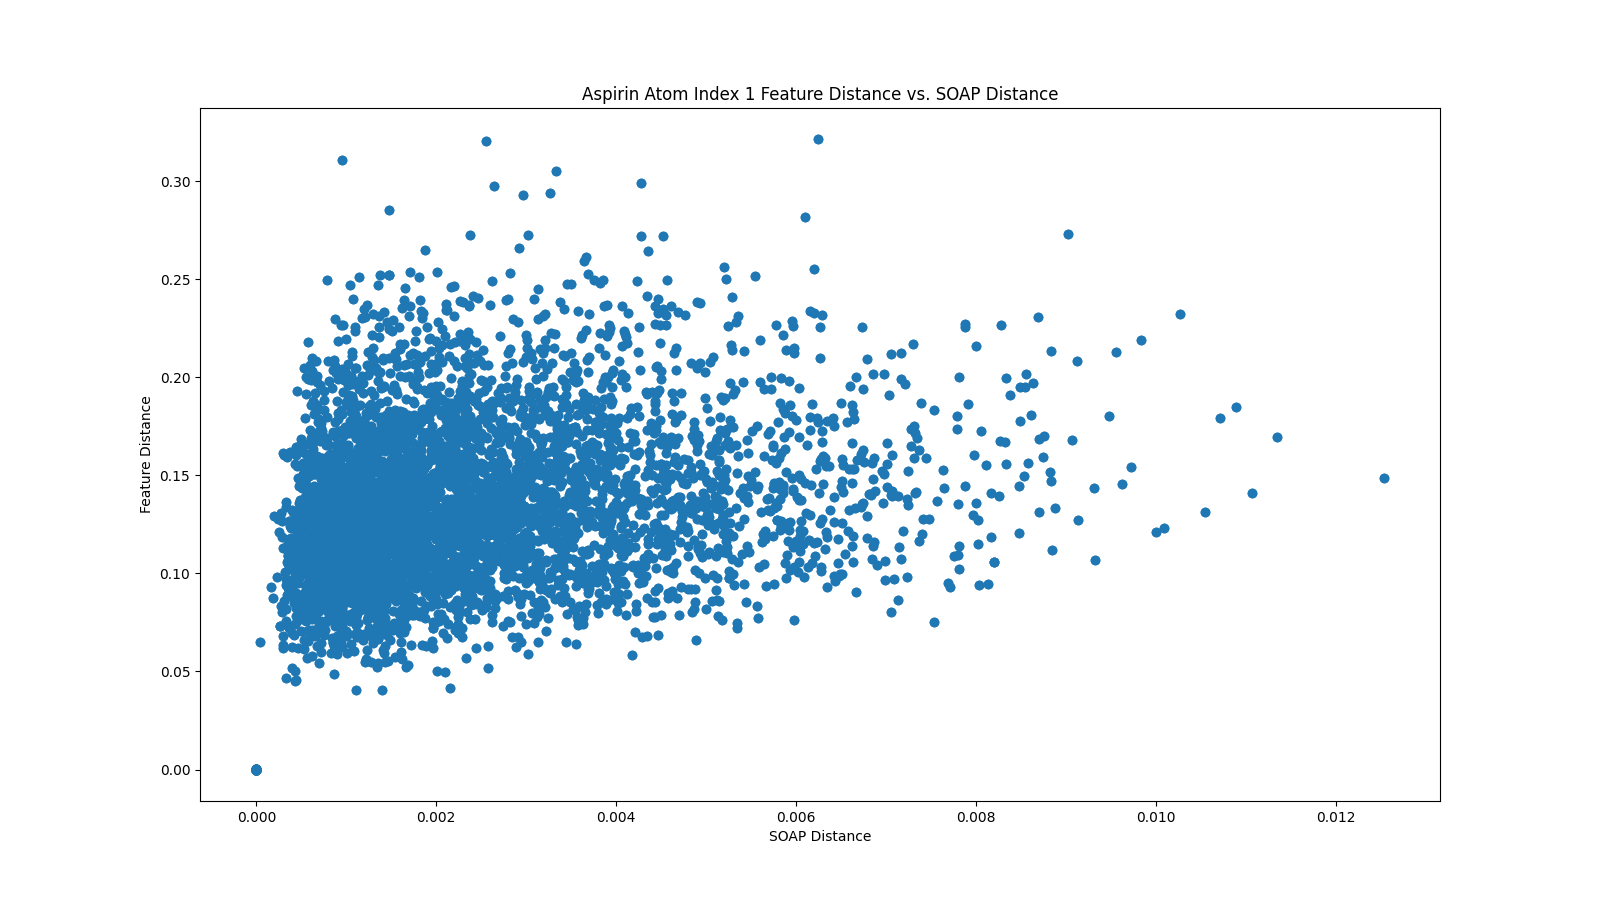 Aspirin Atom Index 1 Feature Distance vs. SOAP Distance
Feature Distance
0.30
0.25
0.20
0.15
0.10
0.05
0.00
0.000 0.002 0.004 0.006 0.008 0.010 0.012
SOAP Distance